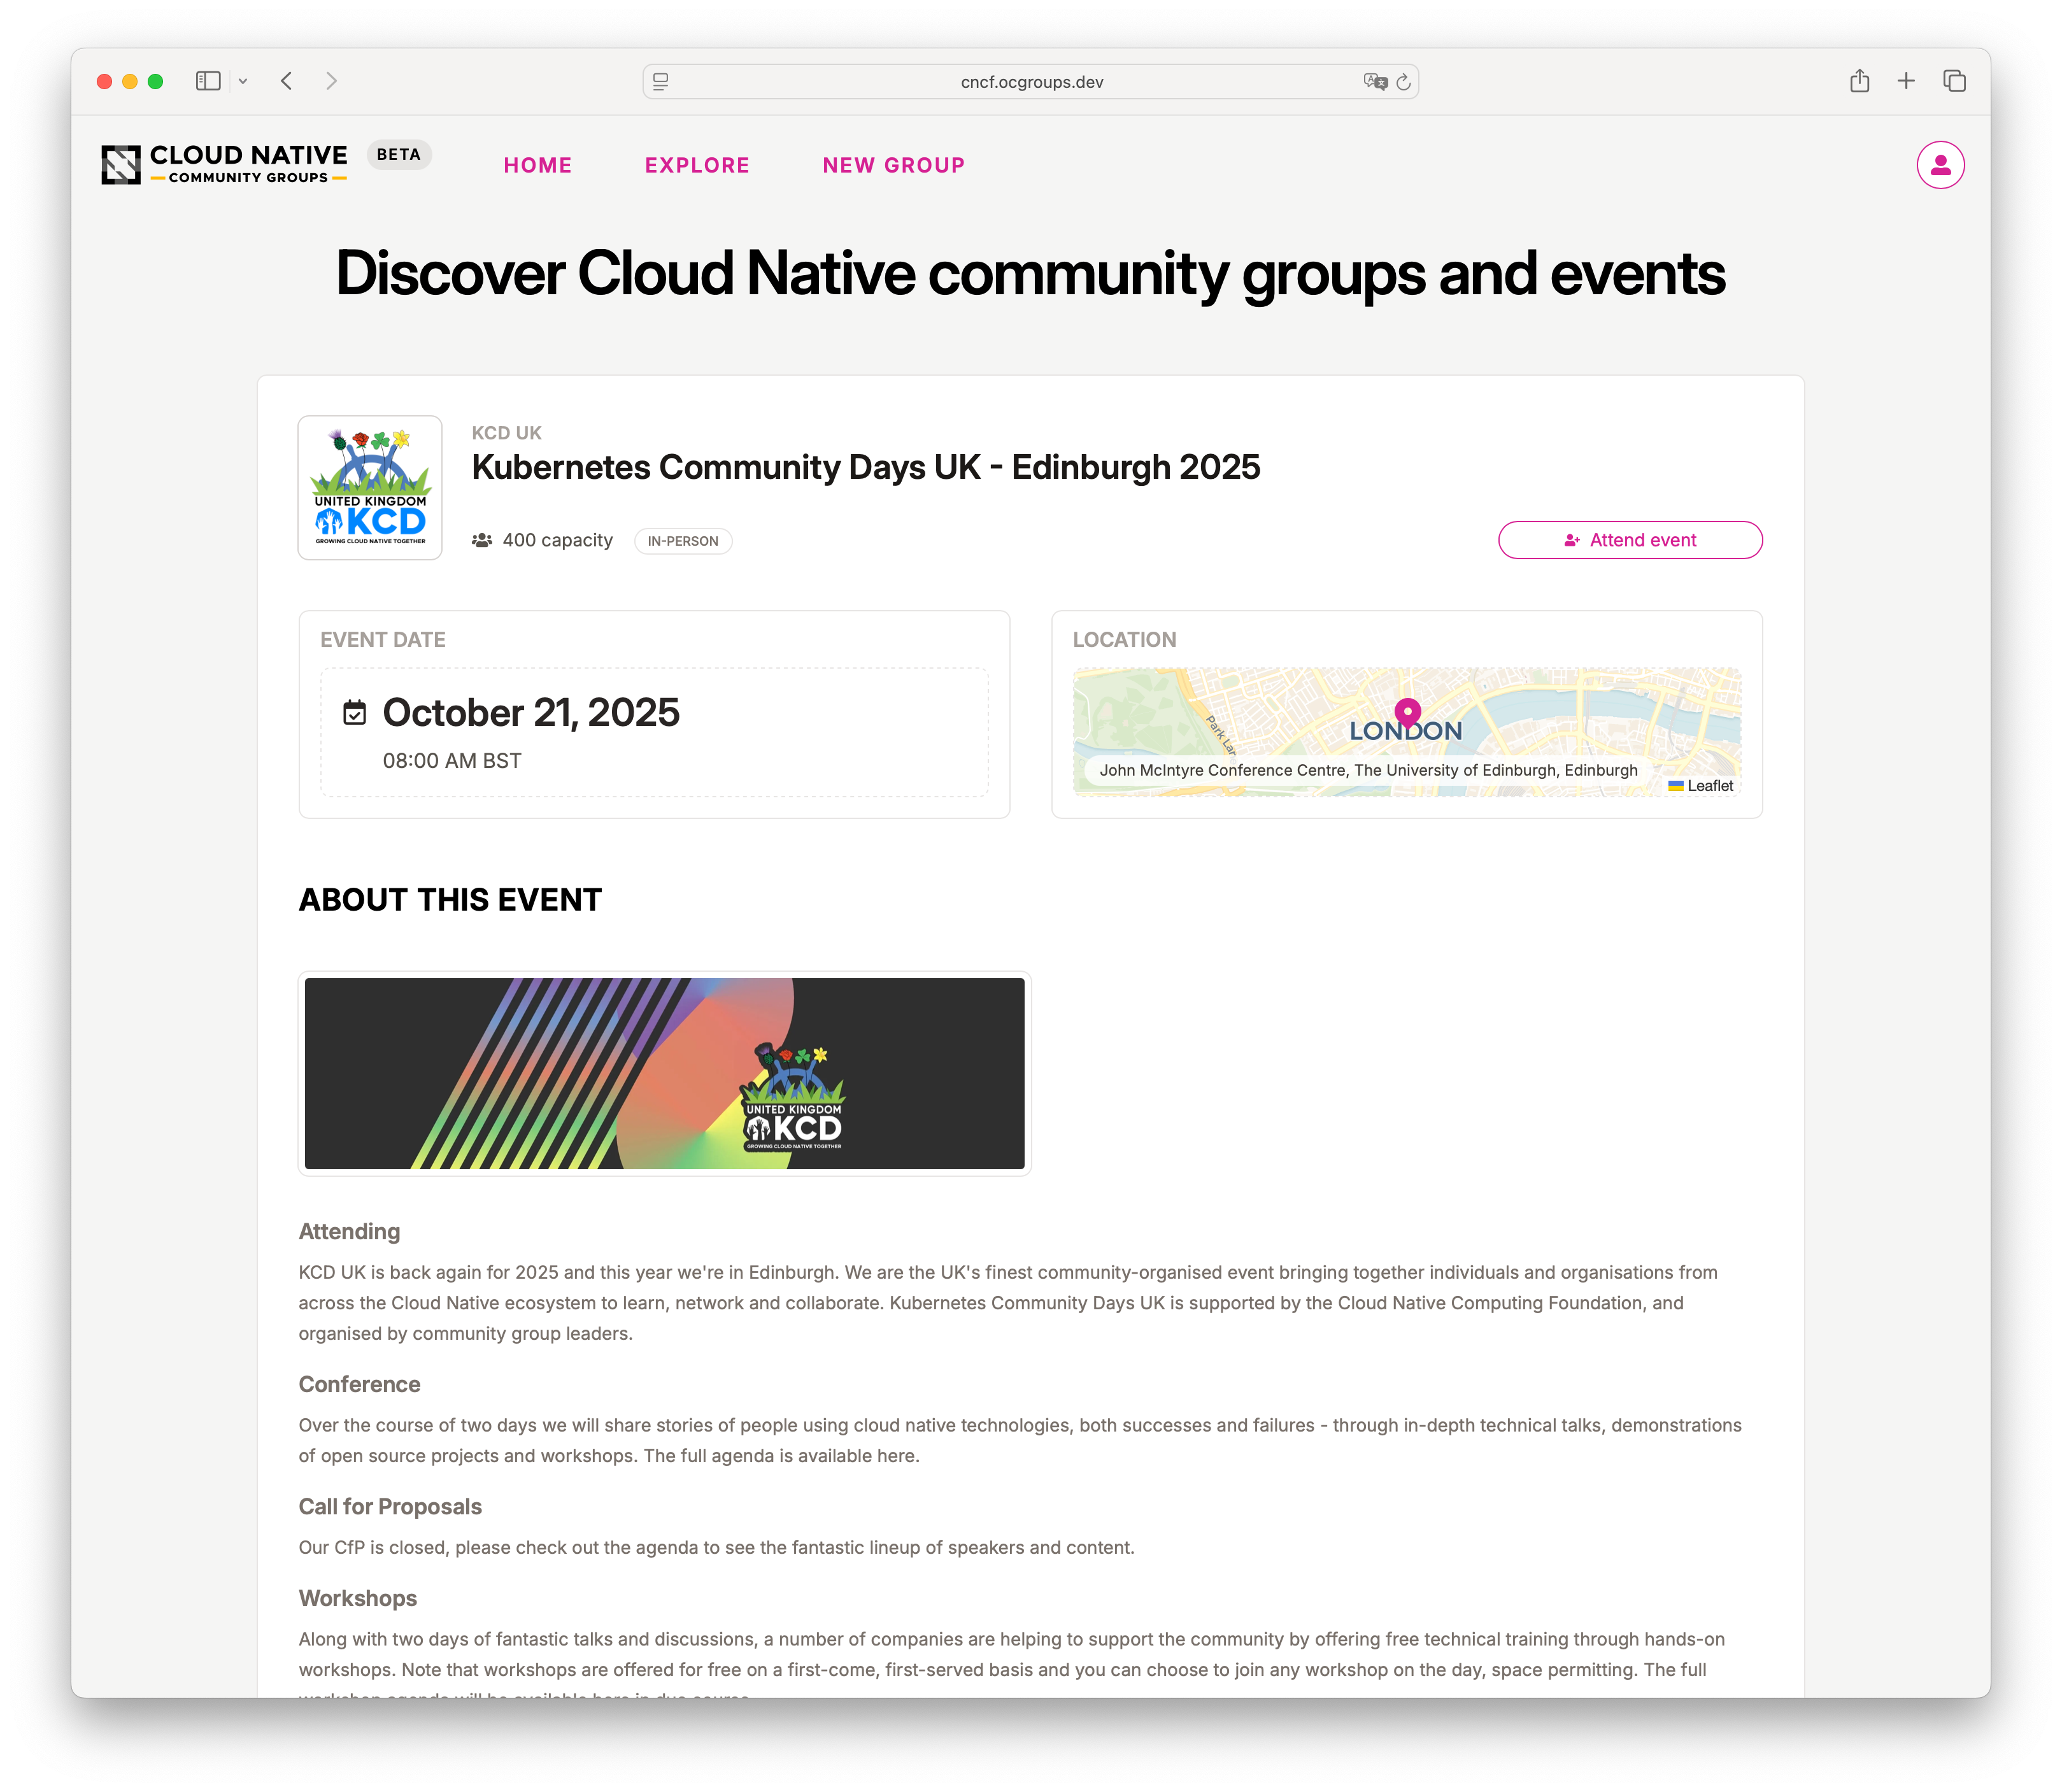 cncf.ocgroups.dev
CLOUD NATIVE
COMMUNITY GROUPS
BETA
HOME
EXPLORE
NEW GROUP
Discover Cloud Native community groups and events
UNITED KINGDOM
KCD
GROWING CLOUD NATIVE TOGETHER
KCD UK
Kubernetes Community Days UK - Edinburgh 2025
400 capacity
IN-PERSON
Attend event
EVENT DATE
October 21, 2025
08:00 AM BST
LOCATION
Park Lan
LONDON
John McIntyre Conference Centre, The University of Edinburgh, Edinburgh
Leaflet
ABOUT THIS EVENT
UNITED KINGDOM
KCD
GROWING CLOUD NATIVE TOGETHER
Attending
KCD UK is back again for 2025 and this year we're in Edinburgh. We are the UK's finest community-organised event bringing together individuals and organisations from
across the Cloud Native ecosystem to learn, network and collaborate. Kubernetes Community Days UK is supported by the Cloud Native Computing Foundation, and
organised by community group leaders.
Conference
Over the course of two days we will share stories of people using cloud native technologies, both successes and failures - through in-depth technical talks, demonstrations
of open source projects and workshops. The full agenda is available here.
Call for Proposals
Our CfP is closed, please check out the agenda to see the fantastic lineup of speakers and content.
Workshops
Along with two days of fantastic talks and discussions, a number of companies are helping to support the community by offering free technical training through hands-on
workshops. Note that workshops are offered for free on a first-come, first-served basis and you can choose to join any workshop on the day, space permitting. The full
workshop agenda will be available here in due course.